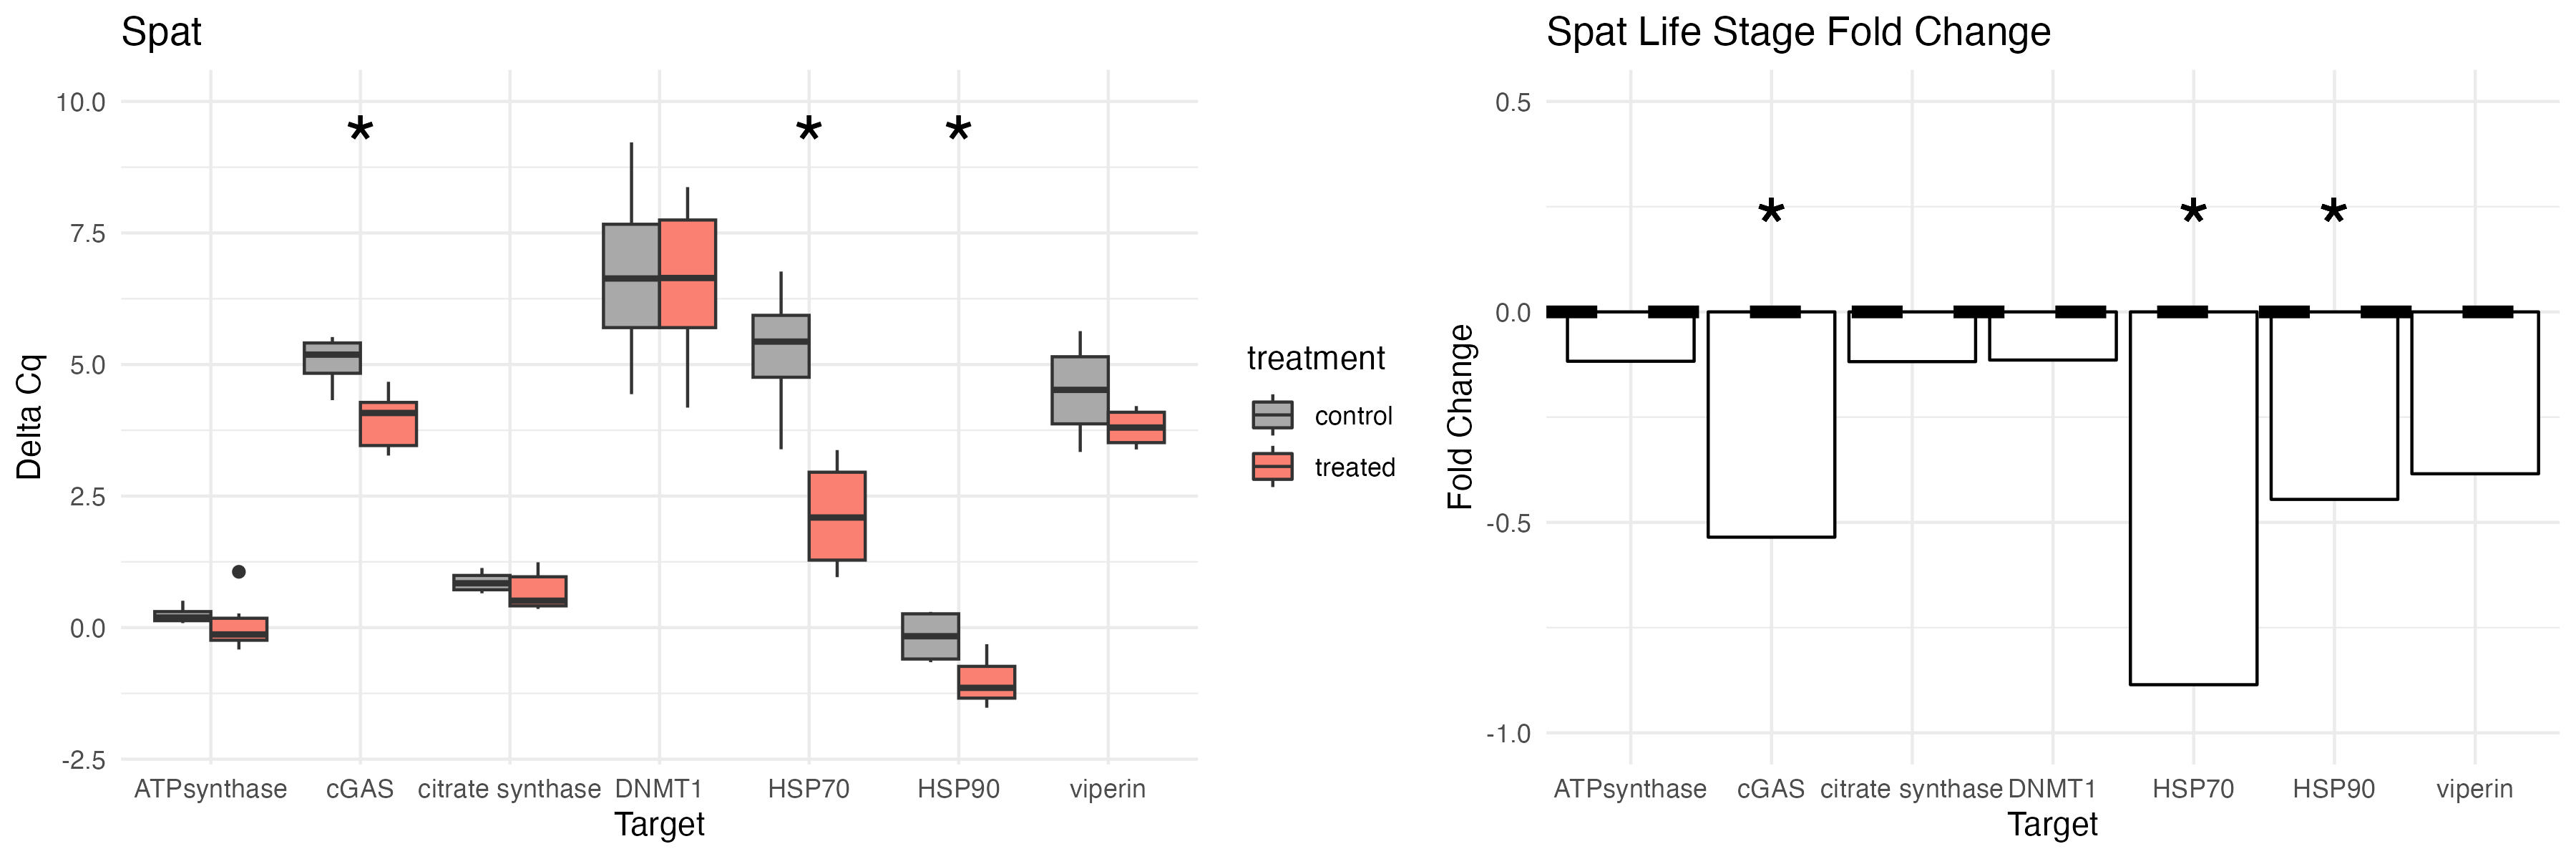 Spat
10.0
7.5
5.0
2.5
0.0
-2.5
Delta Cq
* * *
ATPsynthase cGAS citrate synthase DNMT1 HSP70 HSP90 viperin
Target
treatment
control
treated
Spat Life Stage Fold Change
0.5
0.0
-0.5
-1.0
Fold Change
* * *
ATPsynthase cGAS citrate synthase DNMT1 HSP70 HSP90 viperin
Target